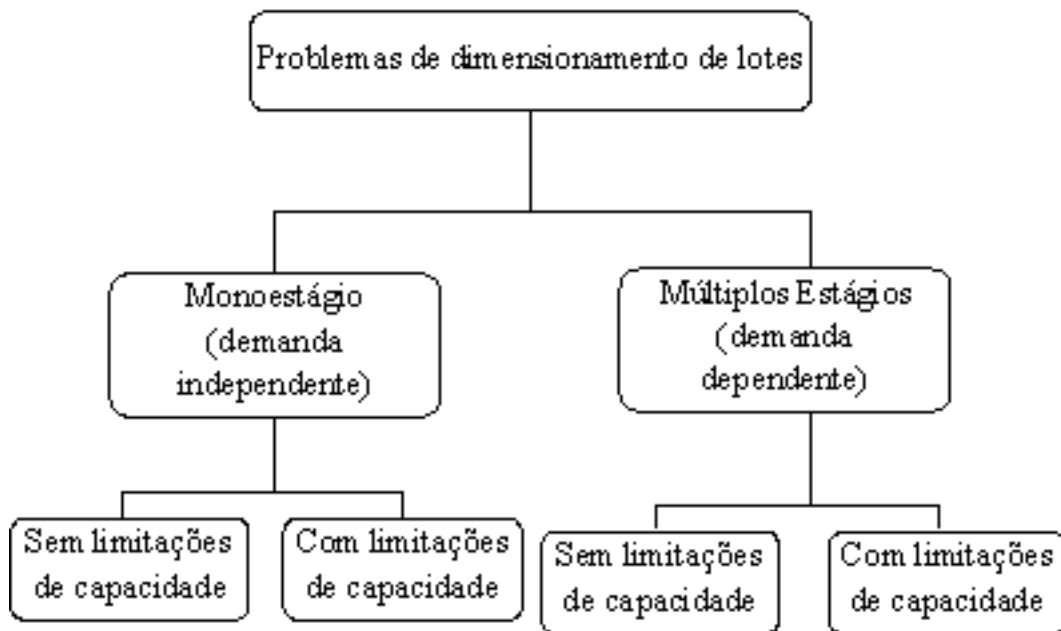 Problemas de dimensionamento de lotes
Monoestágio
(demanda
independente)
Múltiplos Estágios
(demanda
dependente)
Sem limitações
de capacidade
Com limitações
de capacidade
Sem limitações
de capacidade
Com limitações
de capacidade